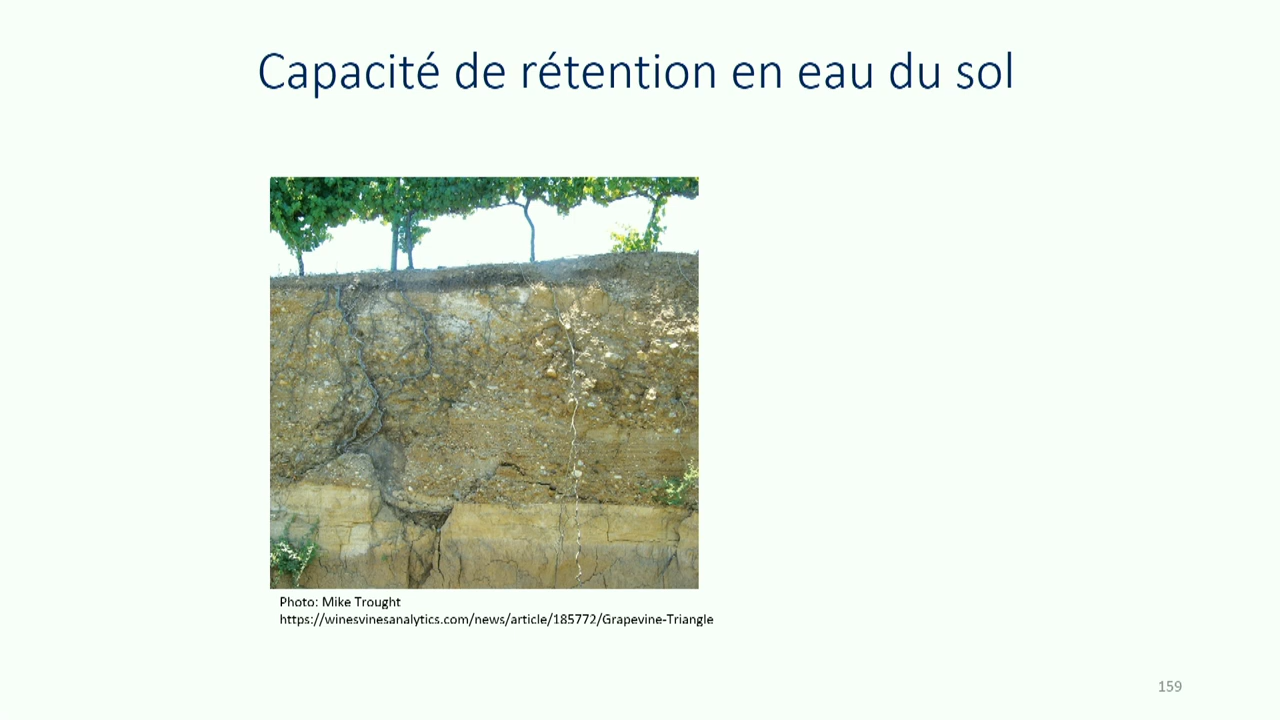 Capacité de rétention en eau du sol
Photo: Mike Trought
https://winesvinesanalytics.com/news/article/185772/Grapevine-Triangle
159